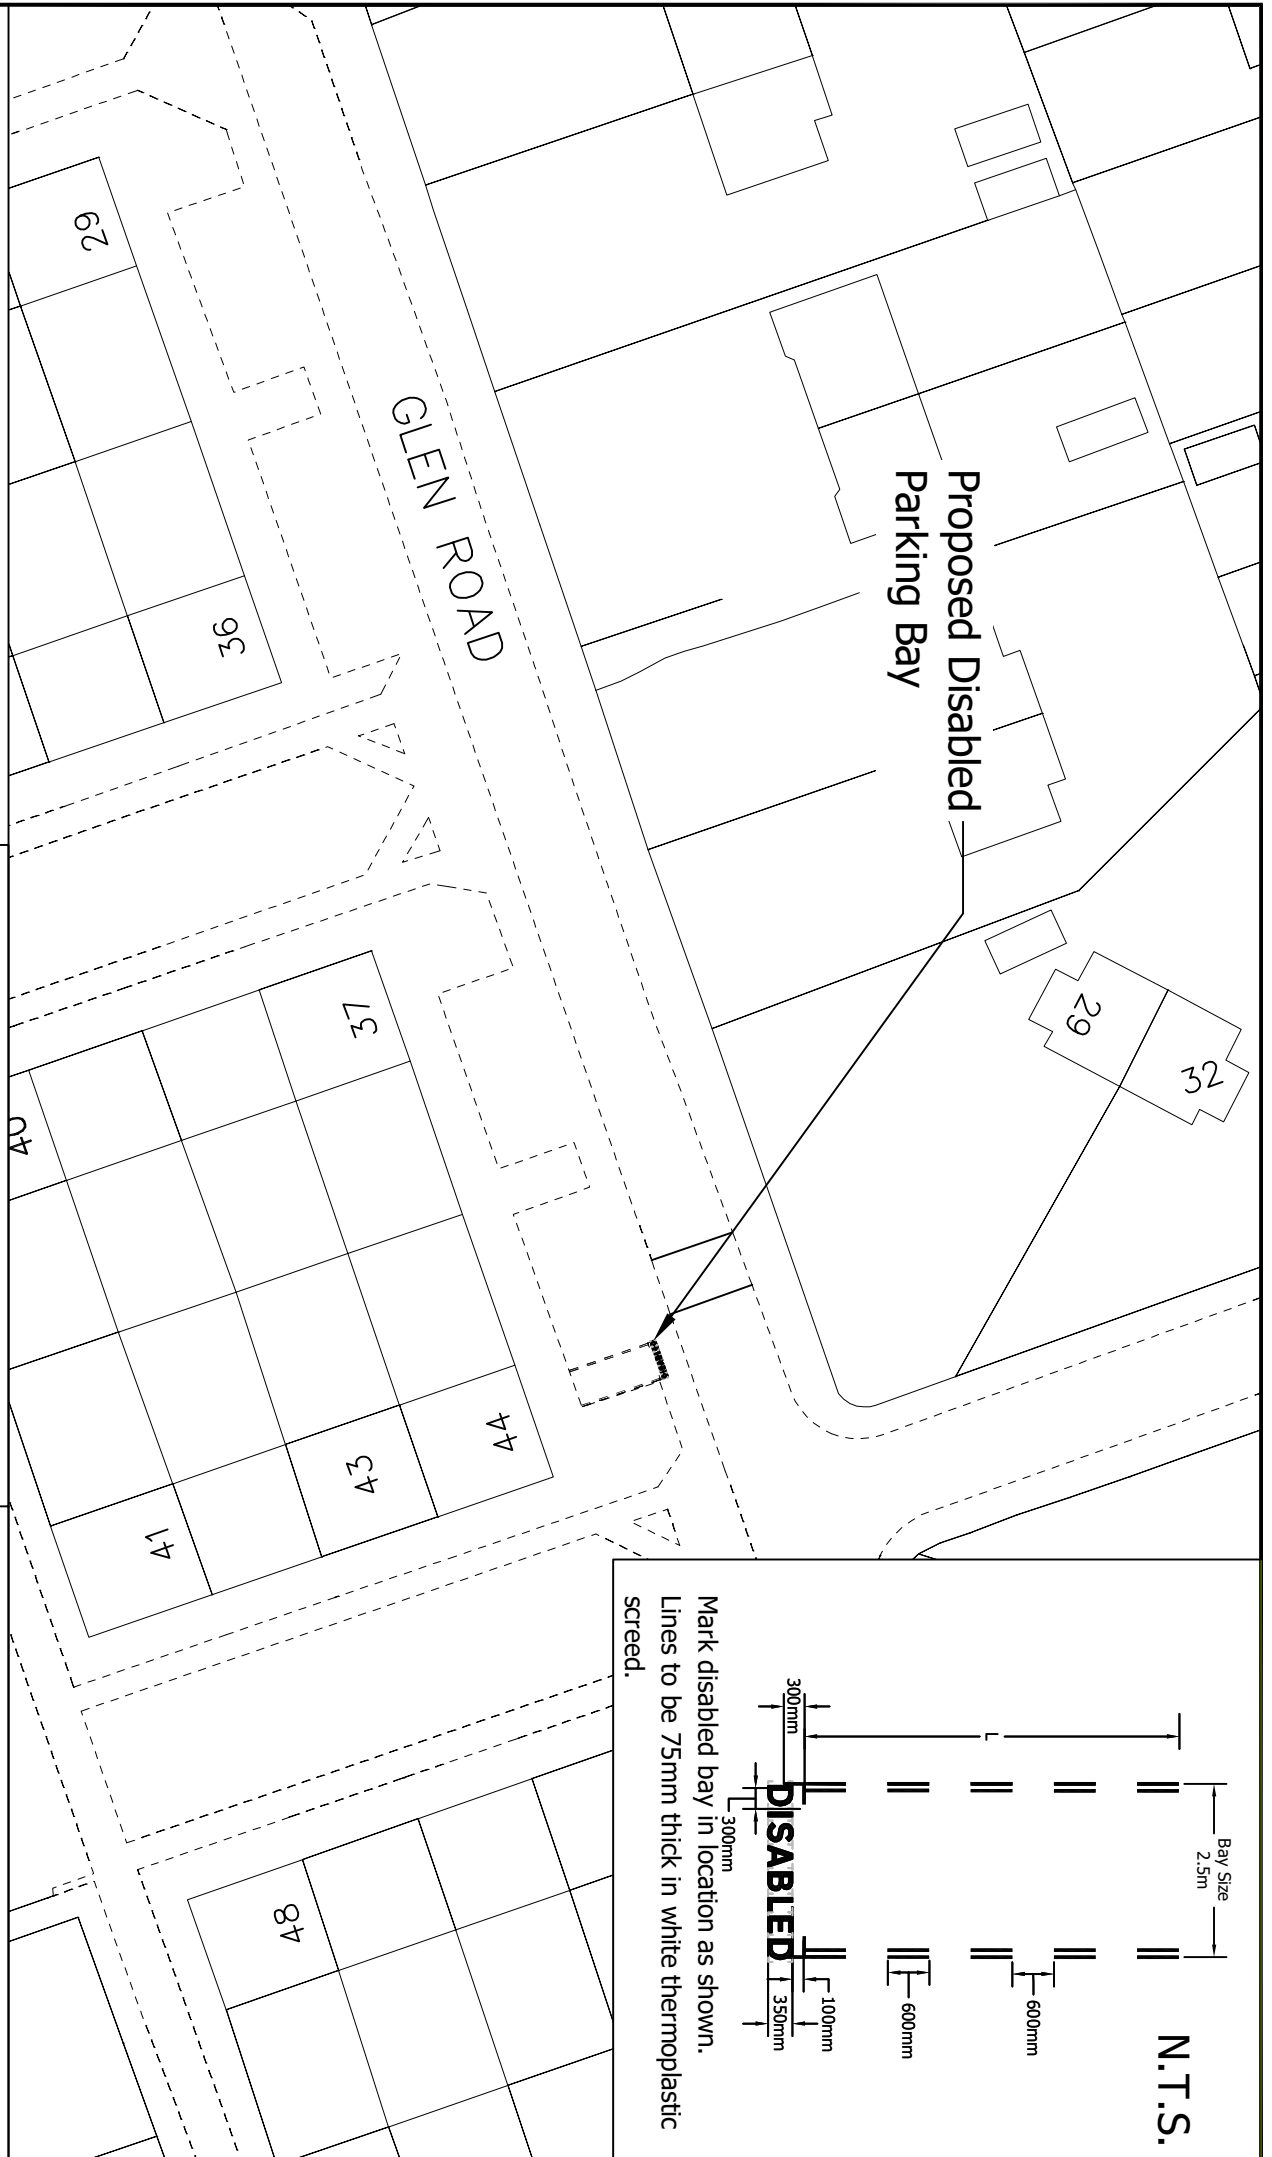 Proposed Disabled
Parking Bay
GLEN ROAD
29
32
29
36
37
40
44
43
41
48
N.T.S.
Bay Size
2.5m
L
300mm
300mm
DISABLED
600mm
600mm
100mm
350mm
Mark disabled bay in location as shown.
Lines to be 75mm thick in white thermoplastic
screed.